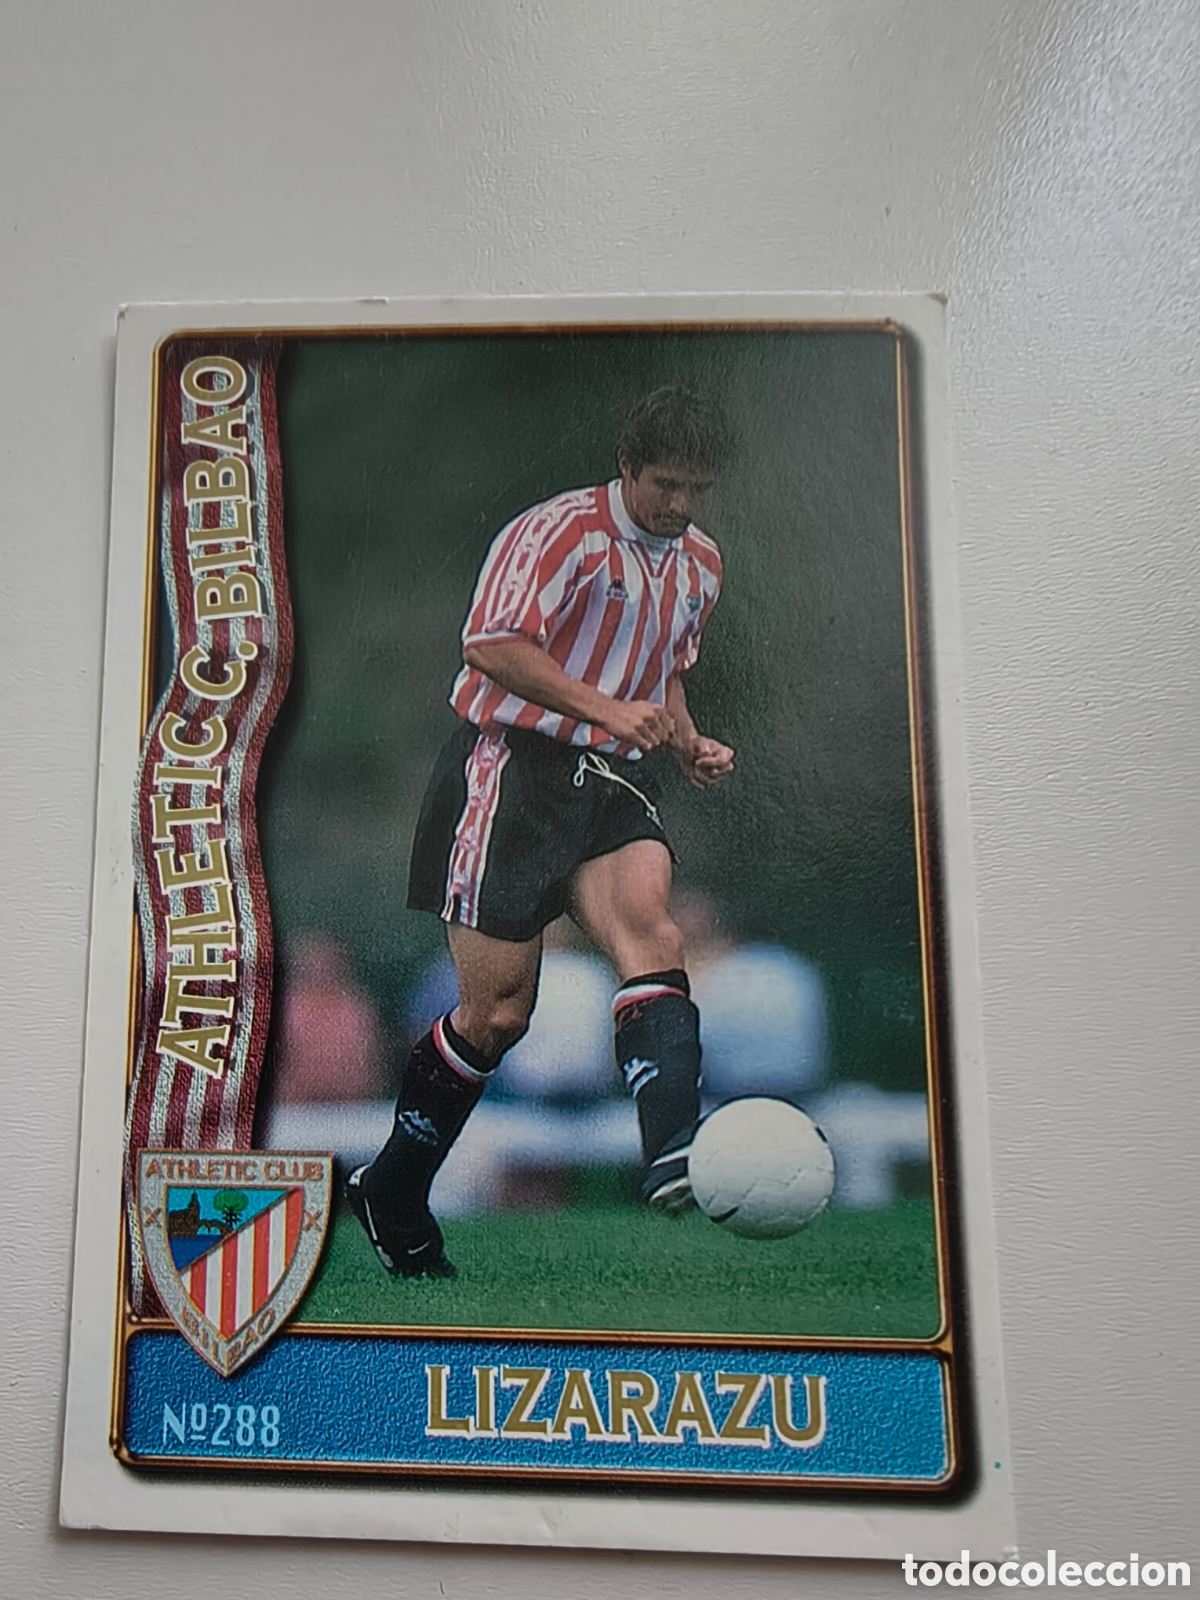 ATHLETIC C. BILBAO
ATHLETIC CLUB
BILBAO
Nº288
LIZARAZU
todocoleccion